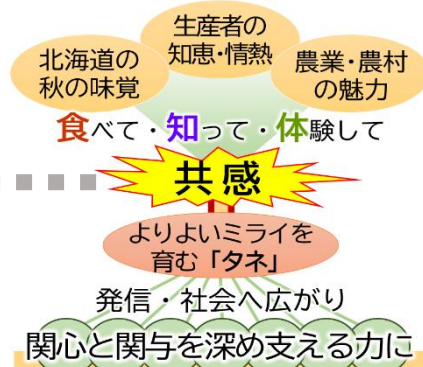 生産者の
知恵・情熱
北海道の
秋の味覚
農業・農村
の魅力
食べて・知って・体験して
共感
よりよいミライを
育む「タネ」
発信・社会へ広がり
関心と関与を深め支える力に